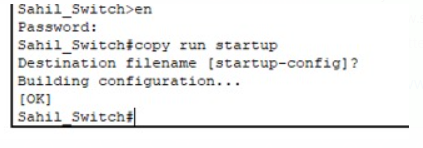 Sahil_Switch>en
Password:
Sahil_Switch#copy run startup
Destination filename [startup-config]?
Building configuration...
[OK]
Sahil_Switch#